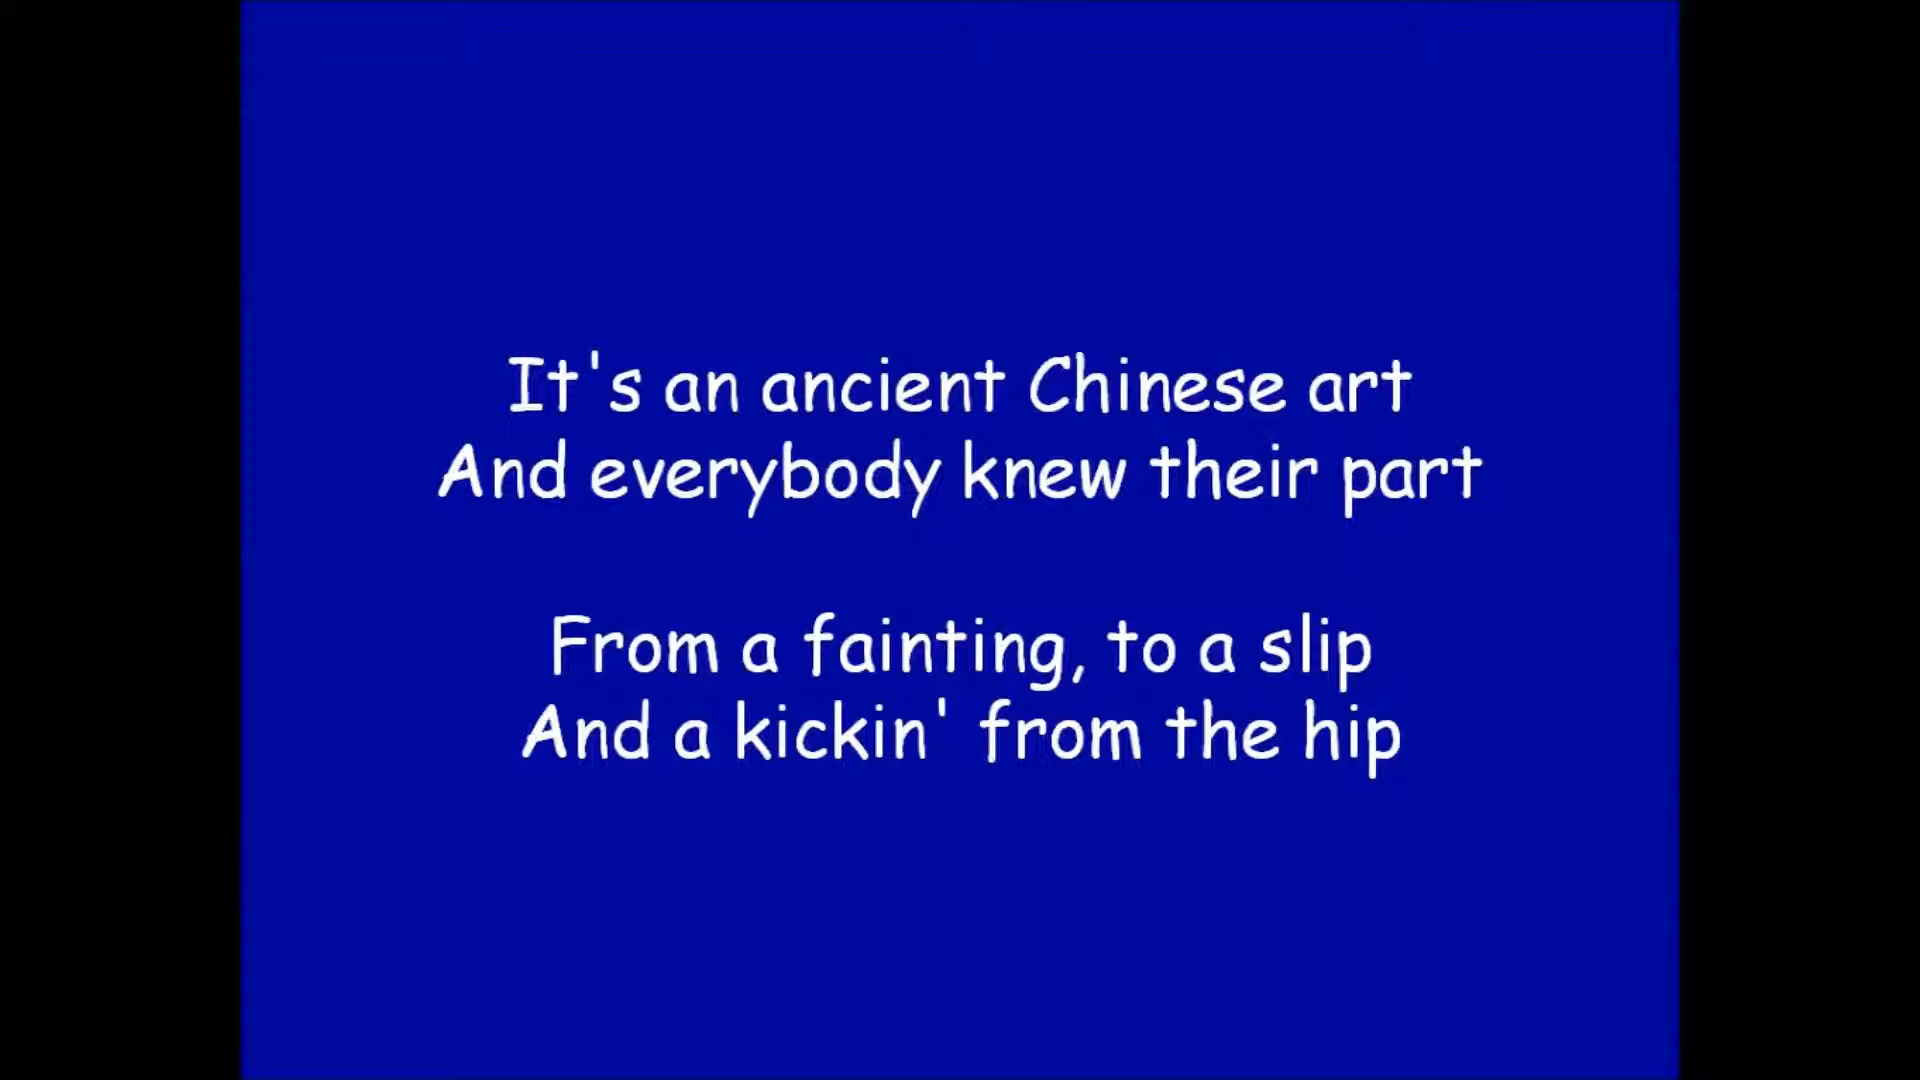 It's an ancient Chinese art
And everybody knew their part
From a fainting, to a slip
And a kickin' from the hip